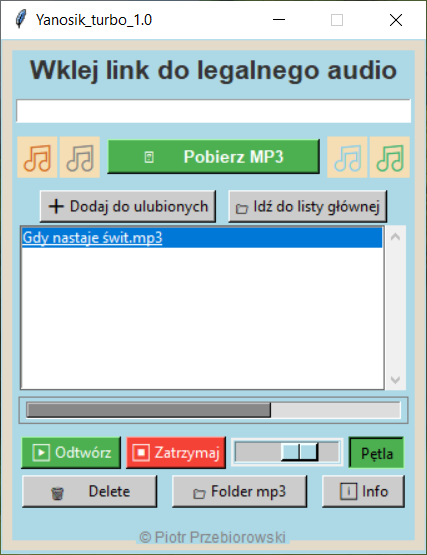 Yanosik_turbo_1.0
Wklej link do legalnego audio
Pobierz MP3
Dodaj do ulubionych
Idź do listy głównej
Gdy nastaje świt.mp3
Odtwórz
Zatrzymaj
Pętla
Delete
Folder mp3
Info
© Piotr Przebiorowski